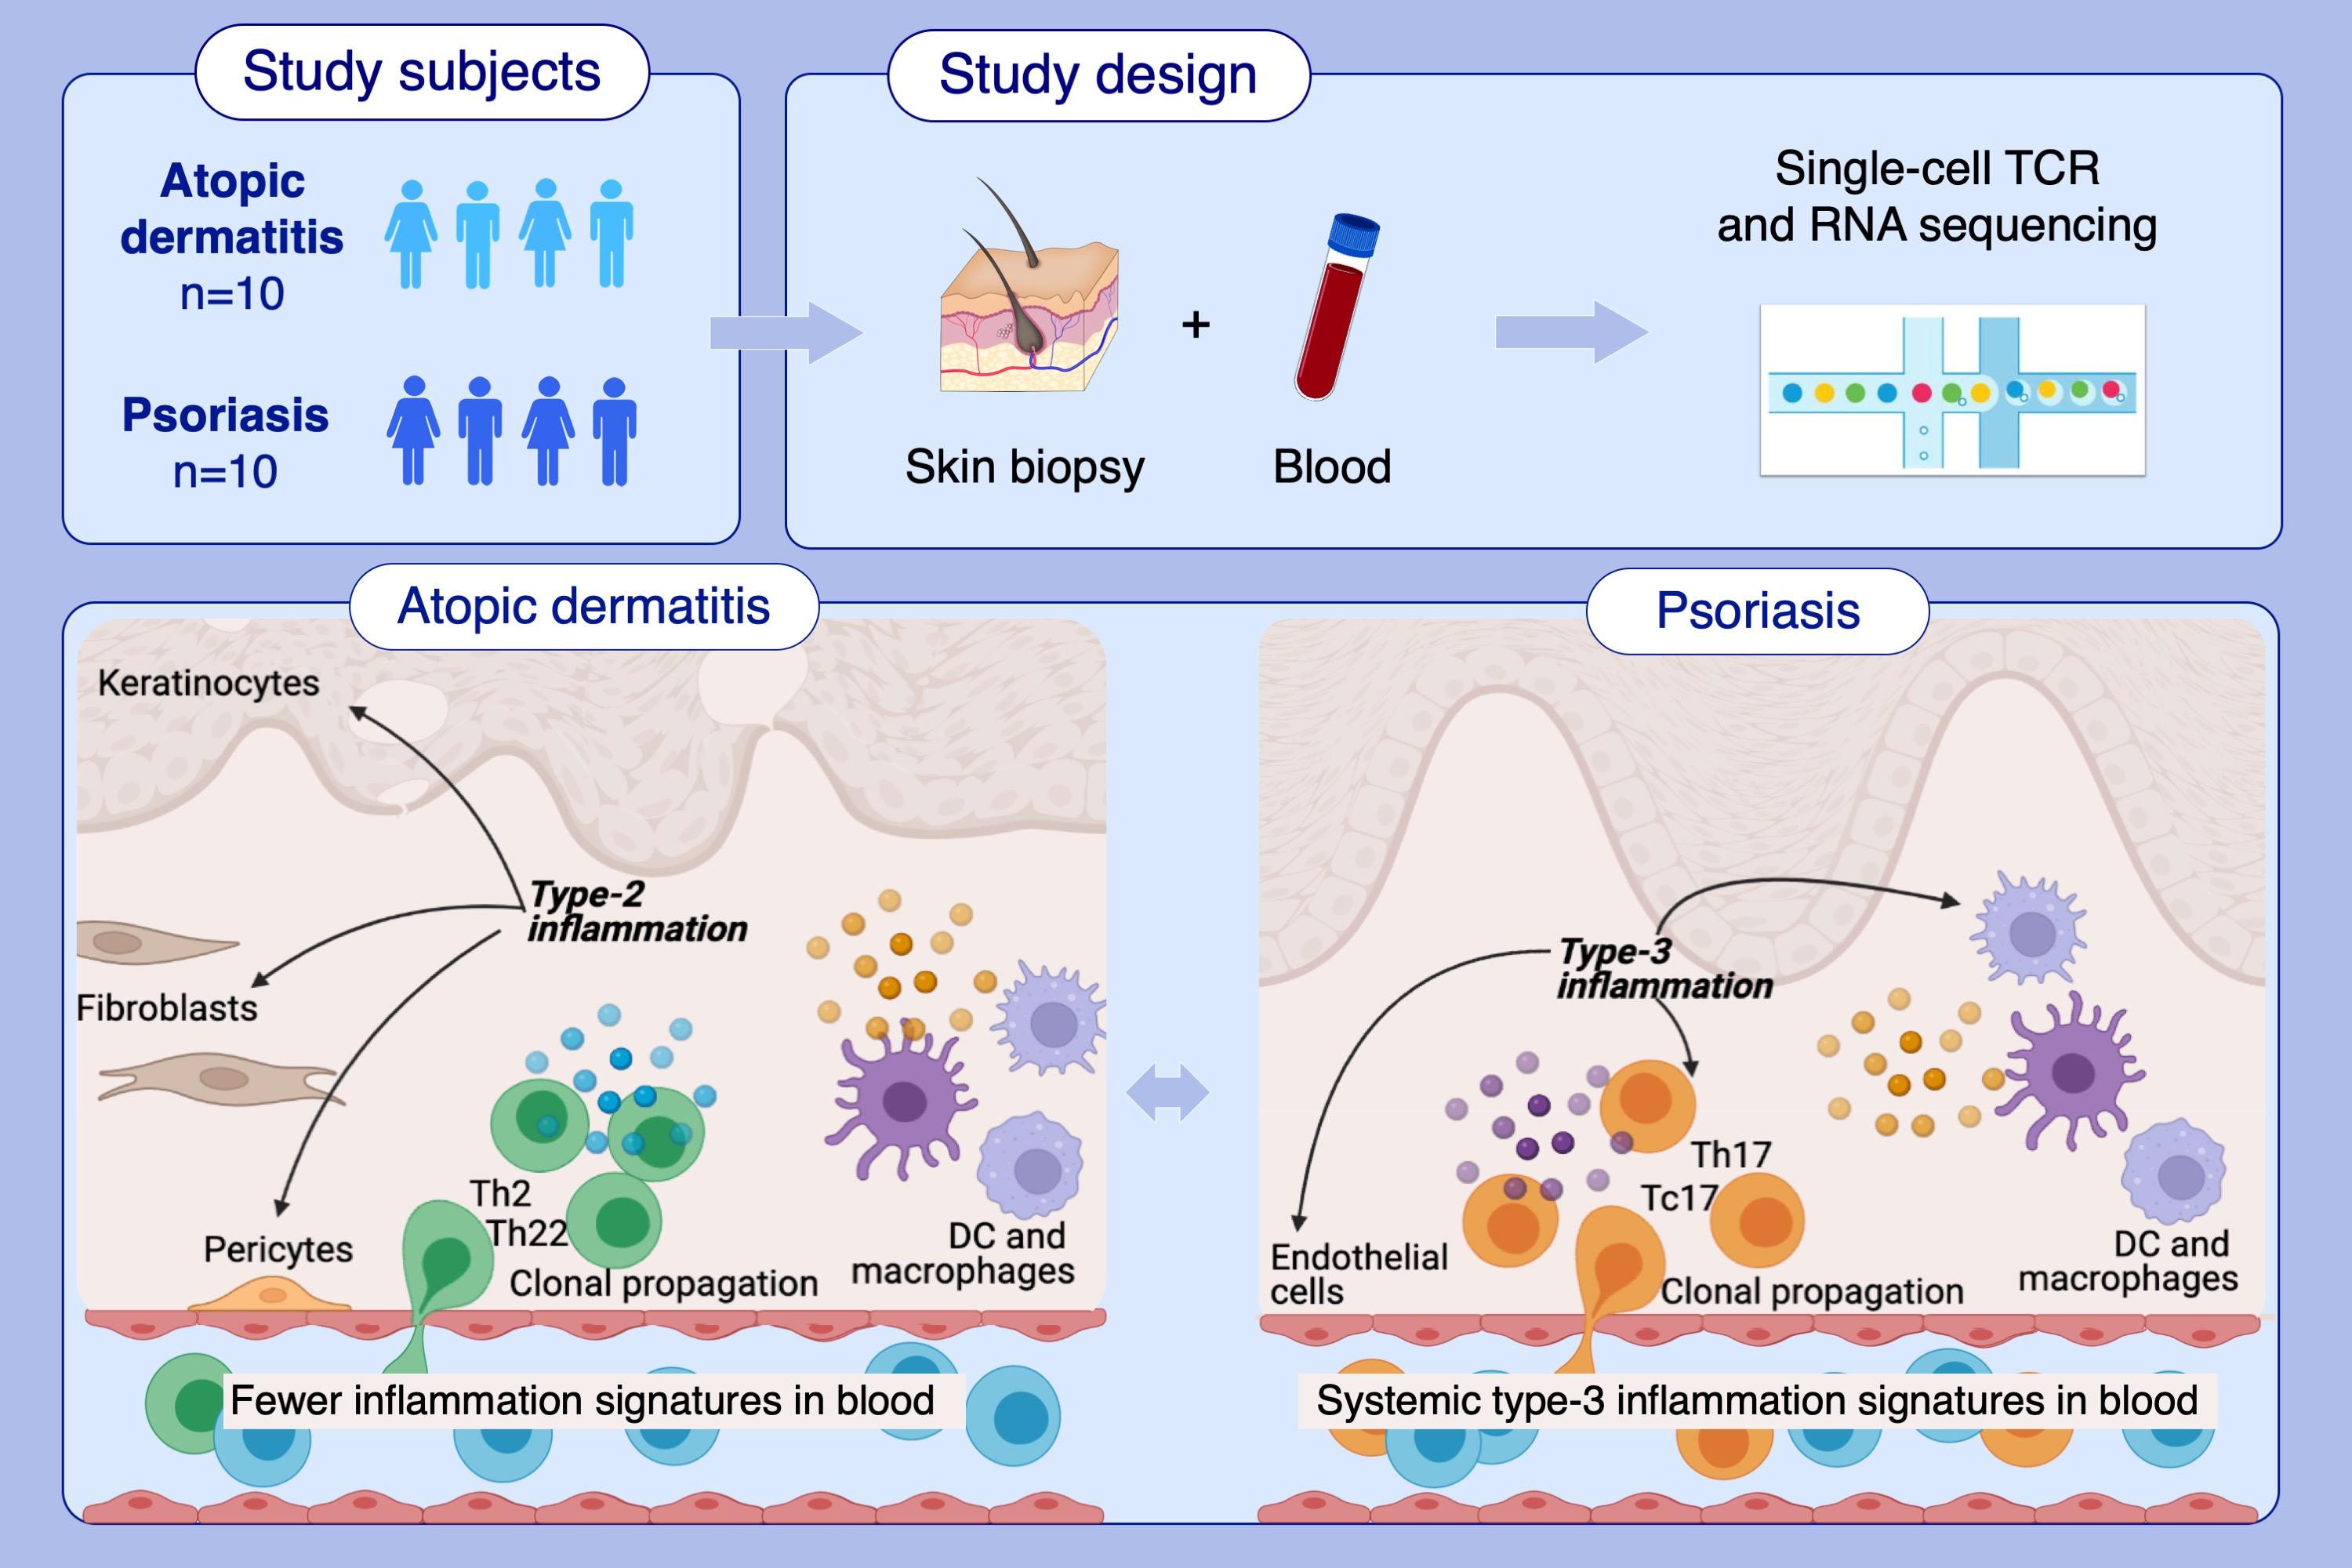 Study subjects
Atopic
dermatitis
n=10
Psoriasis
n=10
Study design
Skin biopsy
+
Blood
Single-cell TCR
and RNA sequencing
Atopic dermatitis
Keratinocytes
Type-2
inflammation
Fibroblasts
Th2
Th22
Pericytes
Clonal propagation
DC and
macrophages
Fewer inflammation signatures in blood
Psoriasis
Type-3
inflammation
Th17
Tc17
Endothelial
cells
Clonal propagation
DC and
macrophages
Systemic type-3 inflammation signatures in blood